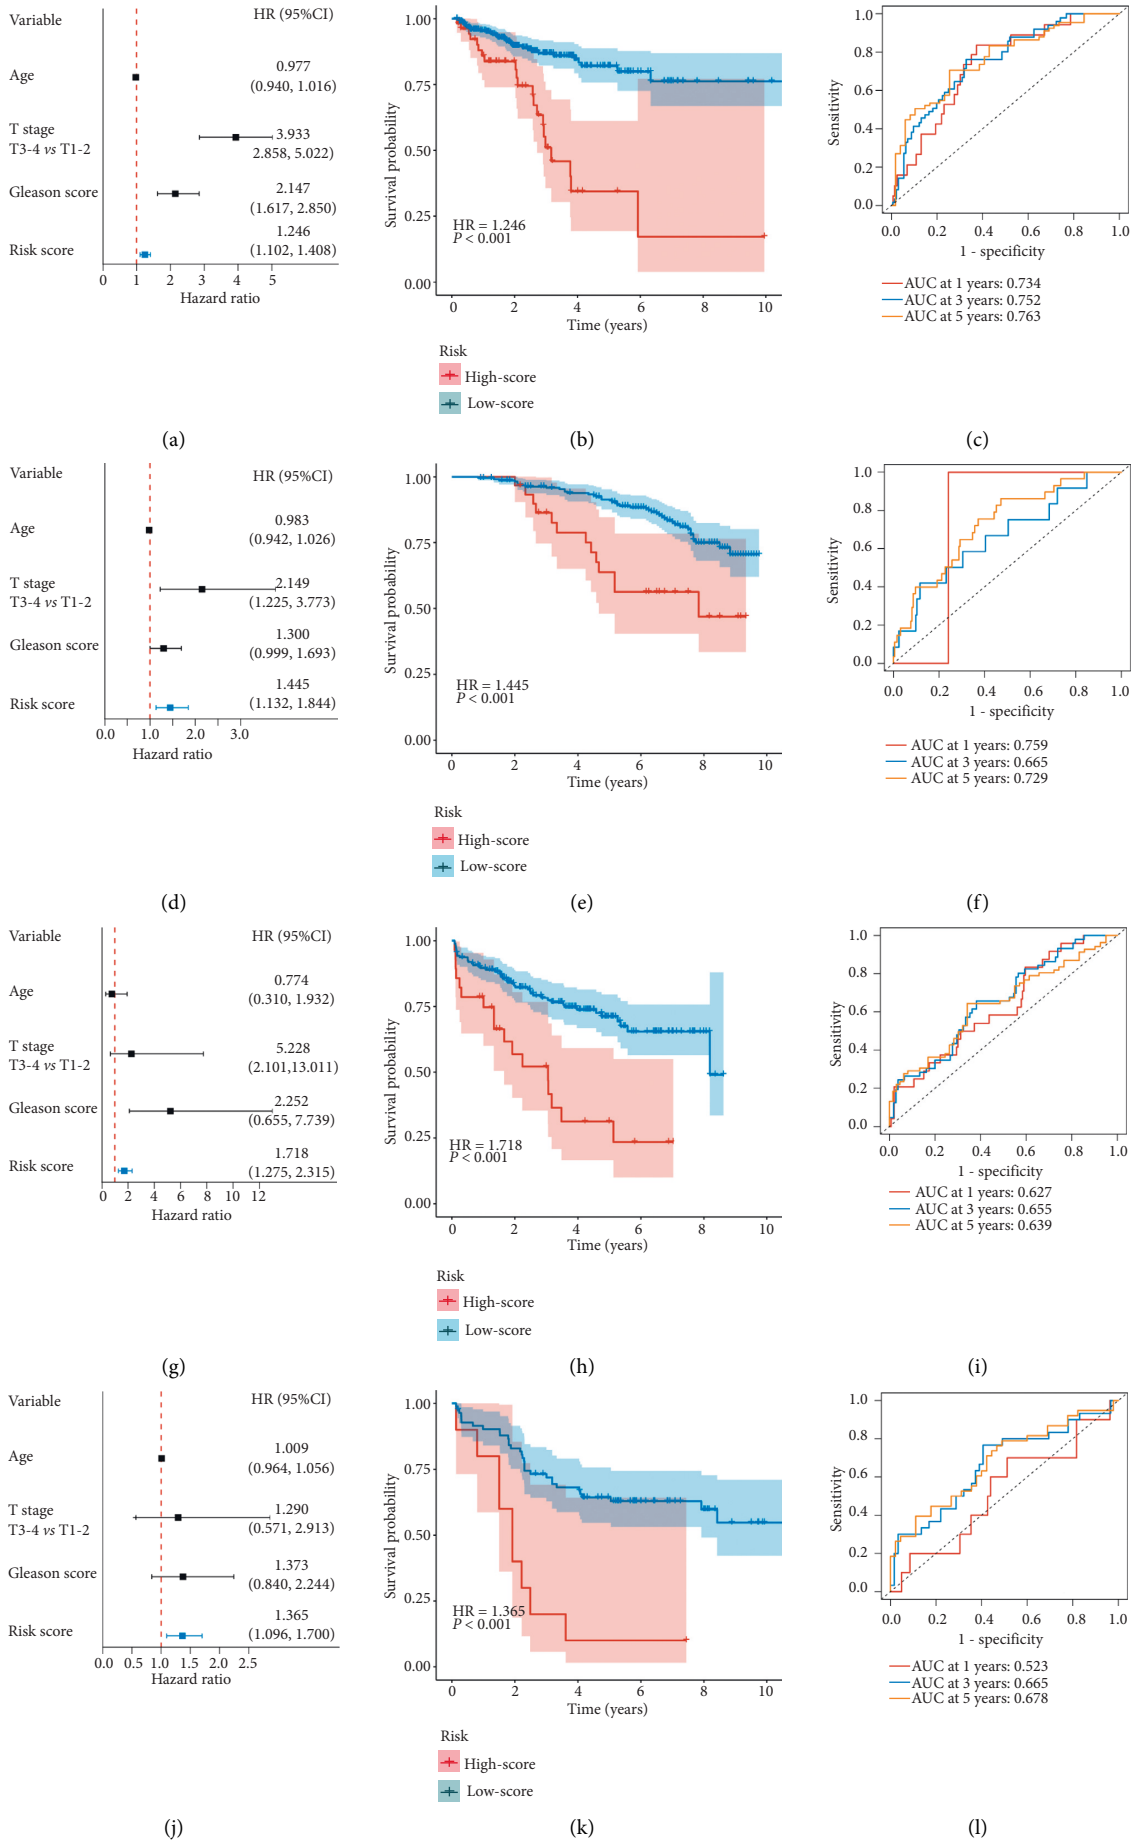 Variable
HR (95%CI)
Age
0.977
(0.940, 1.016)
T stage
T3-4 vs T1-2
3.933
2.858, 5.022)
Gleason score
2.147
(1.617, 2.850)
Risk score
1.246
(1.102, 1.408)
0 1 2 3 4 5
Hazard ratio
(a)
Survival probability
1.00
0.75
0.50
0.25
0.00
HR = 1.246
P < 0.001
0 2 4 6 8 10
Time (years)
Risk
High-score
Low-score
(b)
Sensitivity
1.0
0.8
0.6
0.4
0.2
0.0
0.0 0.2 0.4 0.6 0.8 1.0
1 - specificity
AUC at 1 years: 0.734
AUC at 3 years: 0.752
AUC at 5 years: 0.763
(c)
Variable
HR (95%CI)
Age
0.983
(0.942, 1.026)
T stage
T3-4 vs T1-2
2.149
(1.225, 3.773)
Gleason score
1.300
(0.999, 1.693)
Risk score
1.445
(1.132, 1.844)
0.0 1.0 2.0 3.0
Hazard ratio
(d)
Survival probability
1.00
0.75
0.50
0.25
0.00
HR = 1.445
P < 0.001
0 2 4 6 8 10
Time (years)
Risk
High-score
Low-score
(e)
Sensitivity
1.0
0.8
0.6
0.4
0.2
0.0
0.0 0.2 0.4 0.6 0.8 1.0
1 - specificity
AUC at 1 years: 0.759
AUC at 3 years: 0.665
AUC at 5 years: 0.729
(f)
Variable
HR (95%CI)
Age
0.774
(0.310, 1.932)
T stage
T3-4 vs T1-2
5.228
(2.101,13.011)
Gleason score
2.252
(0.655, 7.739)
Risk score
1.718
(1.275, 2.315)
0 2 4 6 8 10 12
Hazard ratio
(g)
Survival probability
1.00
0.75
0.50
0.25
0.00
HR = 1.718
P < 0.001
0 2 4 6 8 10
Time (years)
Risk
High-score
Low-score
(h)
Sensitivity
1.0
0.8
0.6
0.4
0.2
0.0
0.0 0.2 0.4 0.6 0.8 1.0
1 - specificity
AUC at 1 years: 0.627
AUC at 3 years: 0.655
AUC at 5 years: 0.639
(i)
Variable
HR (95%CI)
Age
1.009
(0.964, 1.056)
T stage
T3-4 vs T1-2
1.290
(0.571, 2.913)
Gleason score
1.373
(0.840, 2.244)
Risk score
1.365
(1.096, 1.700)
0.0 0.5 1.0 1.5 2.0 2.5
Hazard ratio
(j)
Survival probability
1.00
0.75
0.50
0.25
0.00
HR = 1.365
P < 0.001
0 2 4 6 8 10
Time (years)
Risk
High-score
Low-score
(k)
Sensitivity
1.0
0.8
0.6
0.4
0.2
0.0
0.0 0.2 0.4 0.6 0.8 1.0
1 - specificity
AUC at 1 years: 0.523
AUC at 3 years: 0.665
AUC at 5 years: 0.678
(l)